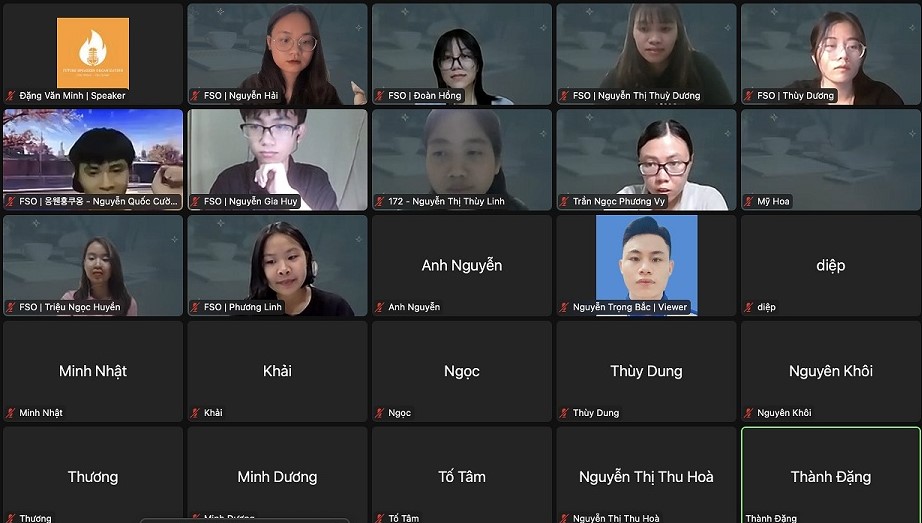 Đặng Văn Minh | Speaker
FSO | Nguyễn Hải
FSO | Đoàn Hồng
FSO | Nguyễn Thị Thuỳ Dương
FSO | Thùy Dương
FSO | 응웬흥쿠옹 - Nguyễn Quốc Cườ...
FSO | Nguyễn Gia Huy
172 - Nguyễn Thị Thùy Linh
Trần Ngọc Phương Vy
Mỹ Hoa
FSO | Triệu Ngọc Huyền
FSO | Phương Linh
Anh Nguyễn
Anh Nguyễn
Nguyễn Trọng Bắc | Viewer
diệp
diệp
Minh Nhật
Minh Nhật
Khải
Khải
Ngọc
Ngọc
Thùy Dung
Thùy Dung
Nguyên Khôi
Nguyên Khôi
Thương
Thương
Minh Dương
Minh Dương
Tố Tâm
Tố Tâm
Nguyễn Thị Thu Hoà
Nguyễn Thị Thu Hoà
Thành Đặng
Thành Đặng